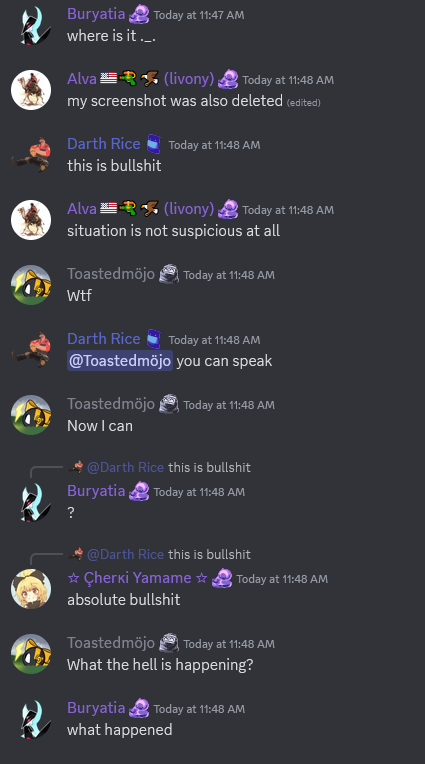 Buryatia Today at 11:47 AM
where is it ._.
Alva (livony) Today at 11:48 AM
my screenshot was also deleted (edited)
Darth Rice Today at 11:48 AM
this is bullshit
Alva (livony) Today at 11:48 AM
situation is not suspicious at all
Toastedmöjo Today at 11:48 AM
Wtf
Darth Rice Today at 11:48 AM
@Toastedmöjo you can speak
Toastedmöjo Today at 11:48 AM
Now I can
@Darth Rice this is bullshit
Buryatia Today at 11:48 AM
?
@Darth Rice this is bullshit
☆ Çherкi Yamame ☆ Today at 11:48 AM
absolute bullshit
Toastedmöjo Today at 11:48 AM
What the hell is happening?
Buryatia Today at 11:48 AM
what happened